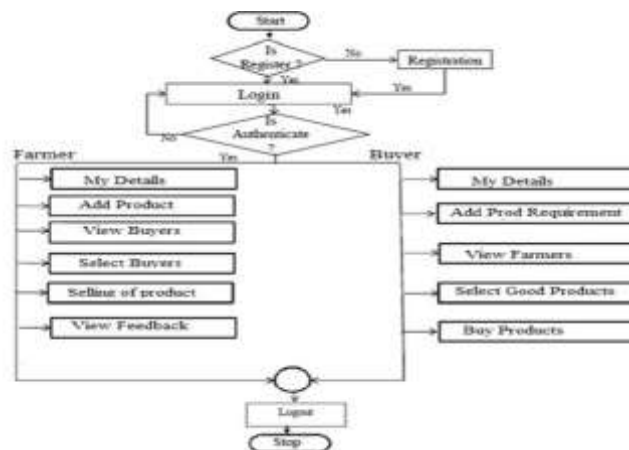 Start
Is
Register ?
No
Registration
Yes
Yes
Login
Yes
Is
Authenticate
?
No
Yes
Farmer
Buyer
My Details
Add Product
View Buyers
Select Buyers
Selling of product
View Feedback
My Details
Add Prod Requirement
View Farmers
Select Good Products
Buy Products
Logout
Stop